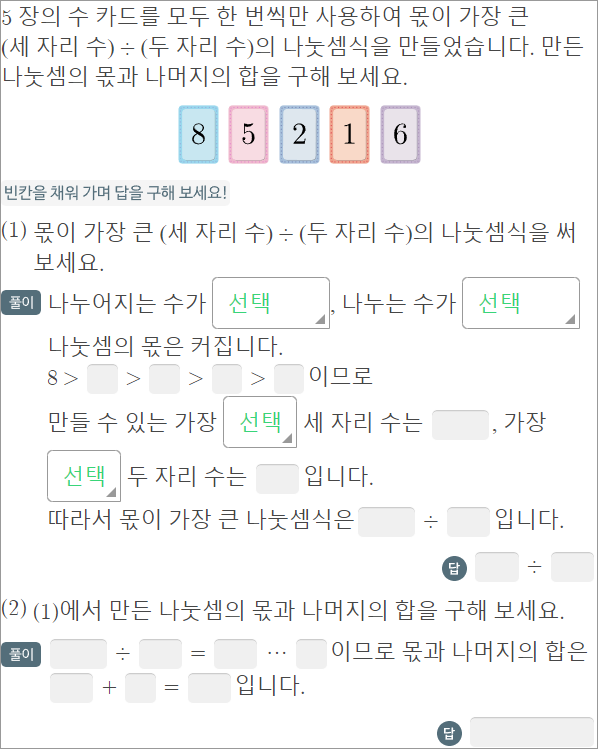 5 장의 수 카드를 모두 한 번씩만 사용하여 몫이 가장 큰
(세 자리 수) ÷ (두 자리 수)의 나눗셈식을 만들었습니다. 만든
나눗셈의 몫과 나머지의 합을 구해 보세요.
8 5 2 1 6
빈칸을 채워 가며 답을 구해 보세요!
(1) 몫이 가장 큰 (세 자리 수) ÷ (두 자리 수)의 나눗셈식을 써
보세요.
풀이 나누어지는 수가 선택 , 나누는 수가 선택
나눗셈의 몫은 커집니다.
8 > > > > 이므로
만들 수 있는 가장 선택 세 자리 수는 , 가장
선택 두 자리 수는 입니다.
따라서 몫이 가장 큰 나눗셈식은 ÷ 입니다.
답 ÷
(2) (1)에서 만든 나눗셈의 몫과 나머지의 합을 구해 보세요.
풀이 ÷ = ⋯ 이므로 몫과 나머지의 합은
+ = 입니다.
답